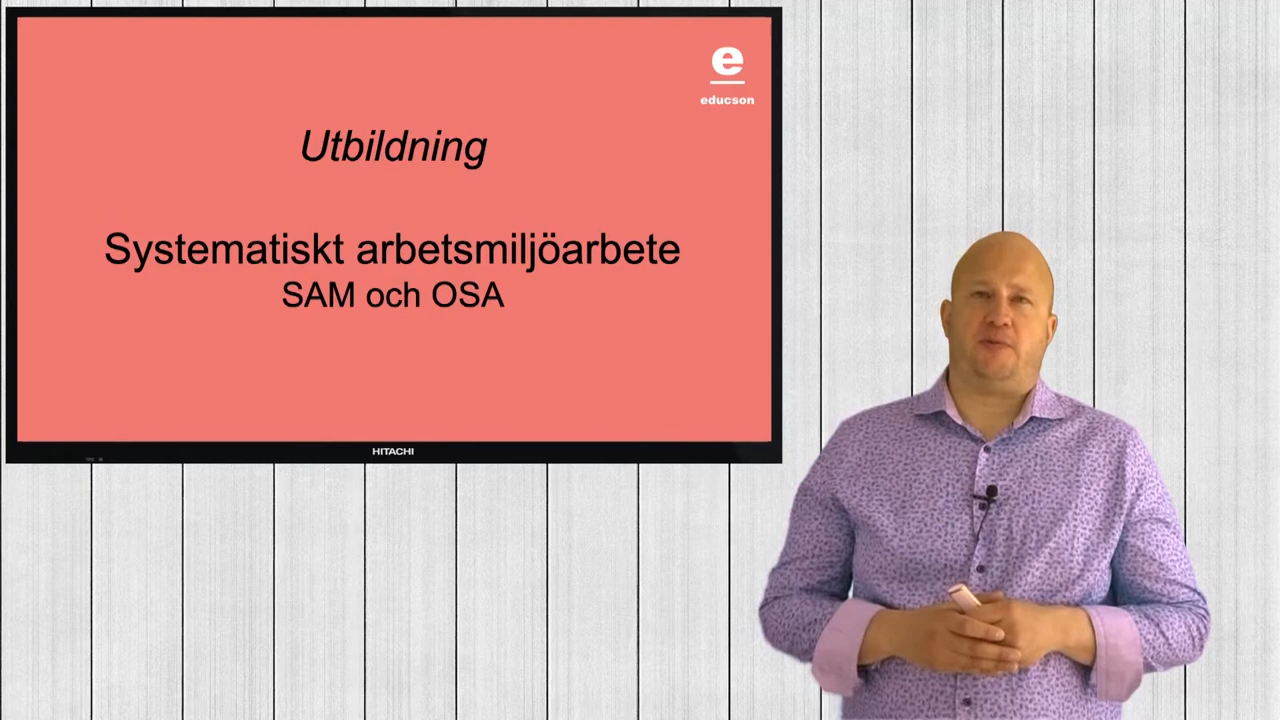 e
educson
Utbildning
Systematiskt arbetsmiljöarbete
SAM och OSA
HITACHI